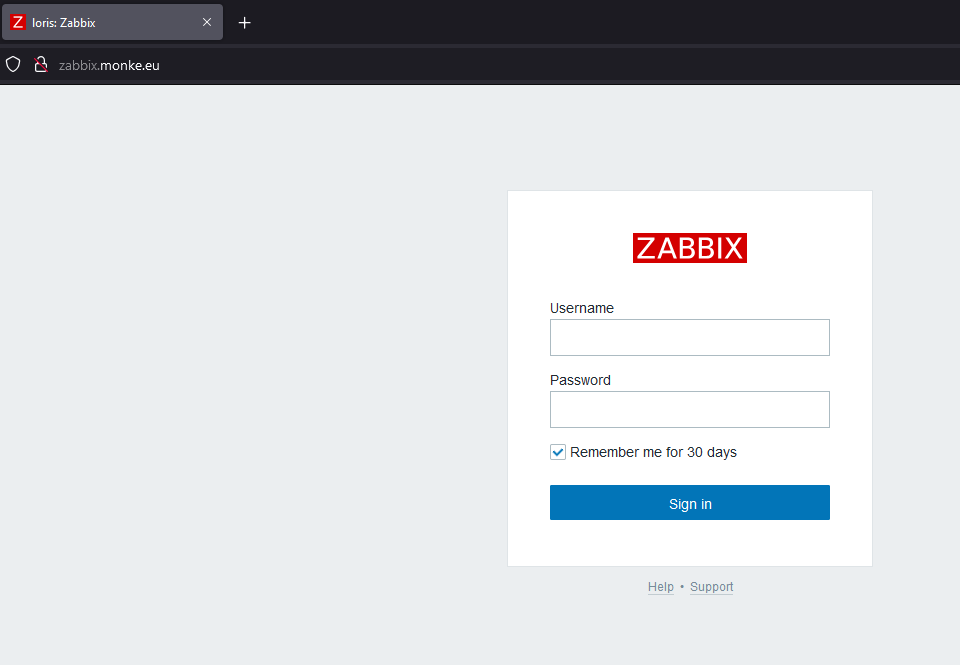 Z loris: Zabbix
zabbix.monke.eu
ZABBIX
Username
Password
Remember me for 30 days
Sign in
Help • Support